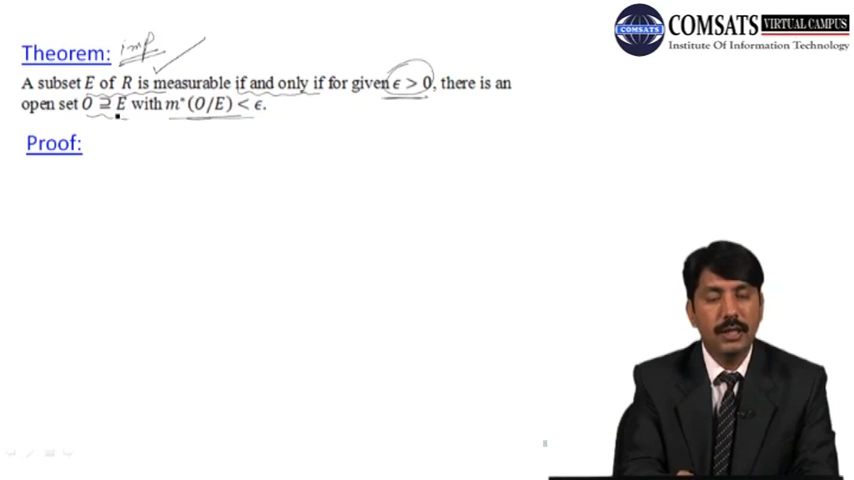 COMSATS VIRTUAL CAMPUS
Institute Of Information Technology
Theorem: imp
A subset E of R is measurable if and only if for given ϵ > 0, there is an
open set O ⊇ E with m*(O/E) < ϵ.
Proof:
8